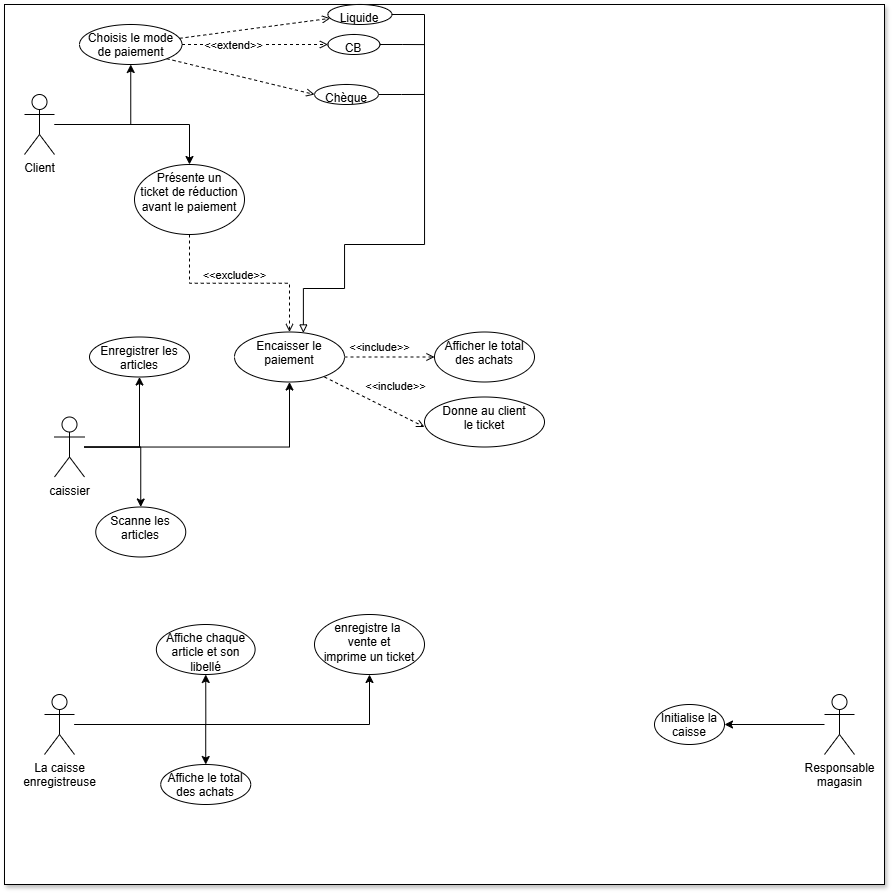 Liquide
Choisis le mode
de paiement
<<extend>>
CB
Chèque
Client
Présente un
ticket de réduction
avant le paiement
<<exclude>>
Encaisser le
paiement
<<include>>
Afficher le total
des achats
Enregistrer les
articles
<<include>>
Donne au client
le ticket
caissier
Scanne les
articles
Affiche chaque
article et son
libellé
enregistre la
vente et
imprime un ticket
La caisse
enregistreuse
Affiche le total
des achats
Initialise la
caisse
Responsable
magasin